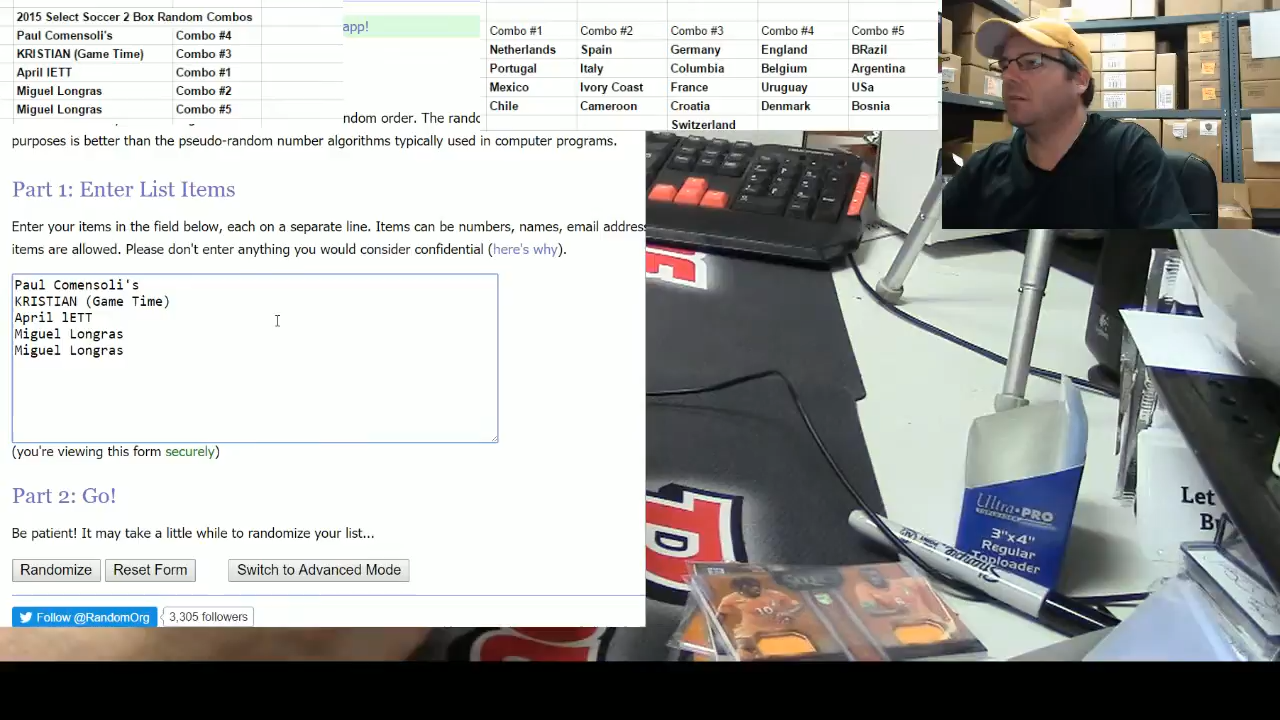 2015 Select Soccer 2 Box Random Combos
Paul Comensoli's Combo #4
KRISTIAN (Game Time) Combo #3
April lETT Combo #1
Miguel Longras Combo #2
Miguel Longras Combo #5
app!
Combo #1 Combo #2 Combo #3 Combo #4 Combo #5
Netherlands Spain Germany England BRazil
Portugal Italy Columbia Belgium Argentina
Mexico Ivory Coast France Uruguay USa
Chile Cameroon Croatia Denmark Bosnia
Switzerland
ndom order. The rando
purposes is better than the pseudo-random number algorithms typically used in computer programs.
Part 1: Enter List Items
Enter your items in the field below, each on a separate line. Items can be numbers, names, email address
items are allowed. Please don't enter anything you would consider confidential (here's why).
Paul Comensoli's
KRISTIAN (Game Time)
April lETT
Miguel Longras
Miguel Longras
(you're viewing this form securely)
Part 2: Go!
Be patient! It may take a little while to randomize your list...
Randomize Reset Form Switch to Advanced Mode
Follow @RandomOrg 3,305 followers
Ultra·PRO
3"x4"
Regular
Toploader
Sharpie
Let